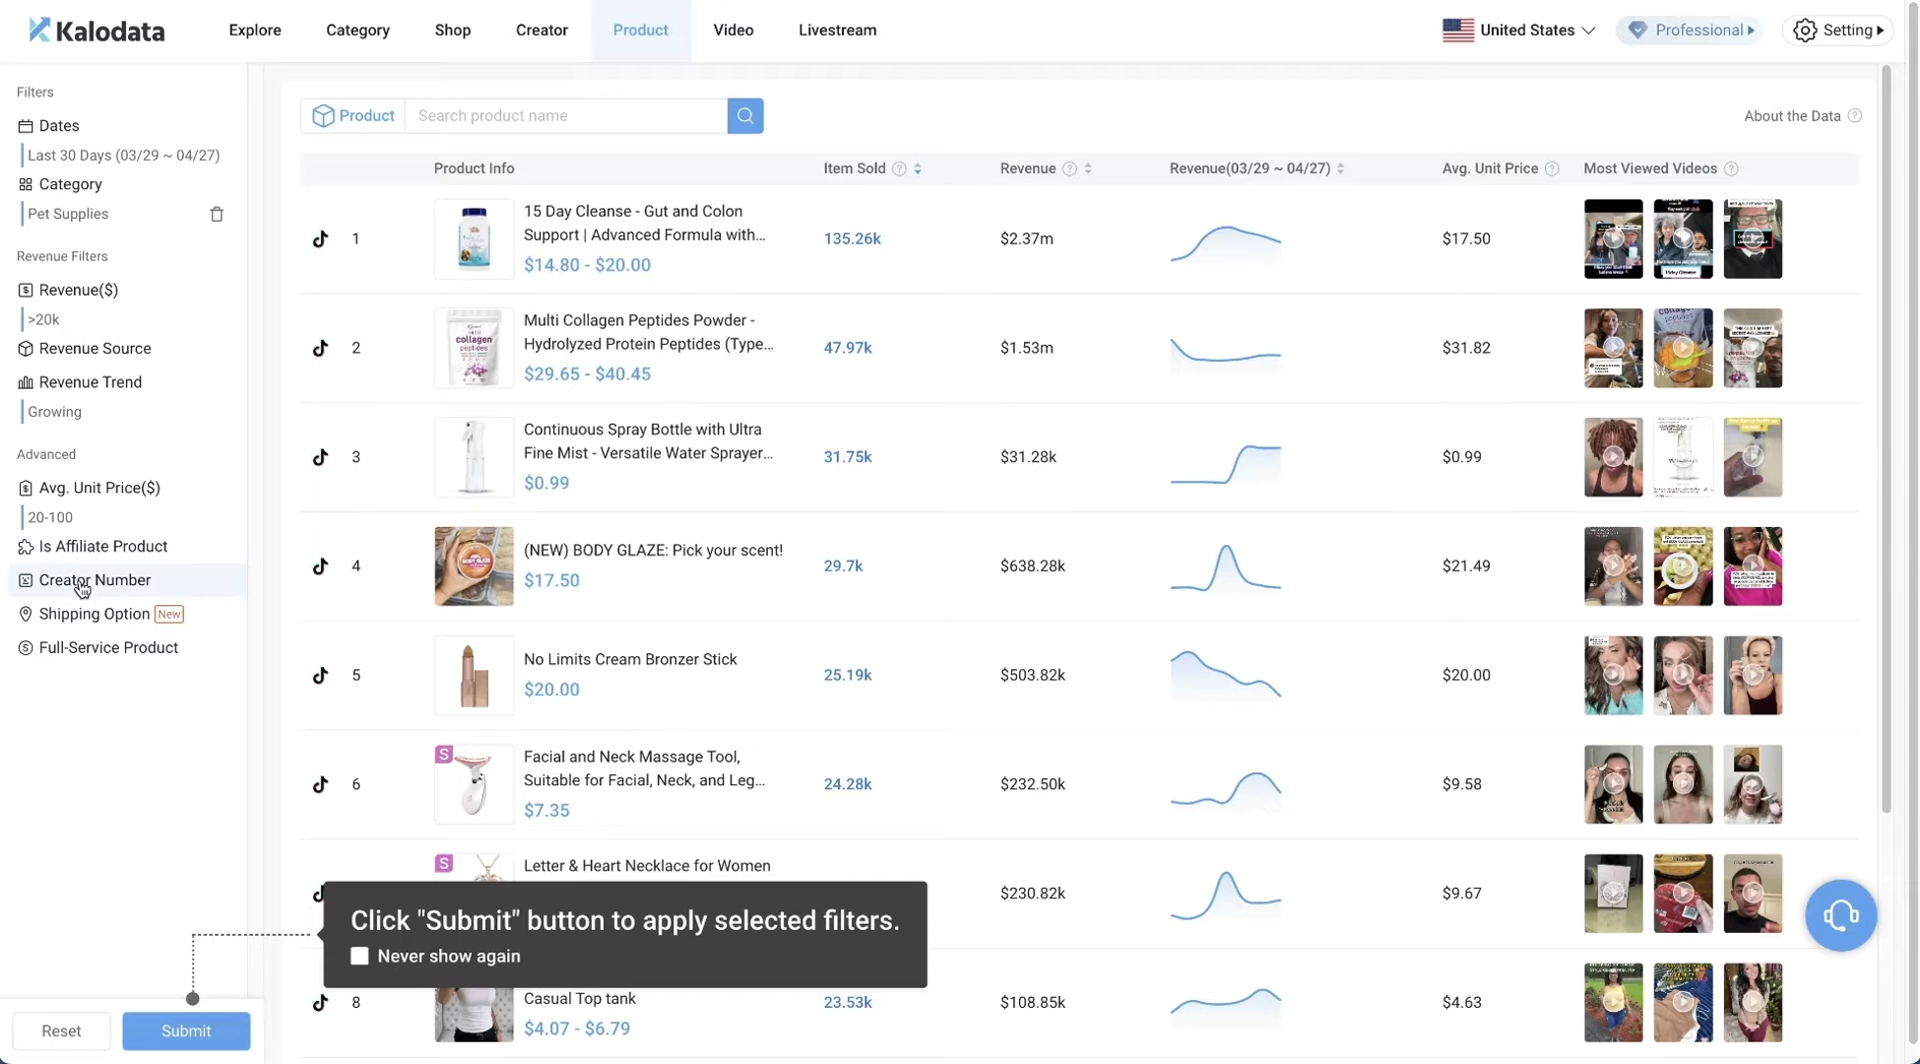 Kalodata
Explore
Category
Shop
Creator
Product
Video
Livestream
United States
Professional
Setting
Filters
Dates
Last 30 Days (03/29 ~ 04/27)
Category
Pet Supplies
Revenue Filters
Revenue($)
>20k
Revenue Source
Revenue Trend
Growing
Advanced
Avg. Unit Price($)
20-100
Is Affiliate Product
Creator Number
Shipping Option New
Full-Service Product
Reset
Submit
Product
Search product name
About the Data
Product Info
Item Sold
Revenue
Revenue(03/29 ~ 04/27)
Avg. Unit Price
Most Viewed Videos
1
15 Day Cleanse - Gut and Colon
Support | Advanced Formula with...
$14.80 - $20.00
135.26k
$2.37m
$17.50
2
collagen
peptides
Multi Collagen Peptides Powder -
Hydrolyzed Protein Peptides (Type...
$29.65 - $40.45
47.97k
$1.53m
$31.82
3
Continuous Spray Bottle with Ultra
Fine Mist - Versatile Water Sprayer...
$0.99
31.75k
$31.28k
$0.99
4
(NEW) BODY GLAZE: Pick your scent!
$17.50
29.7k
$638.28k
$21.49
5
No Limits Cream Bronzer Stick
$20.00
25.19k
$503.82k
$20.00
6
S
Facial and Neck Massage Tool,
Suitable for Facial, Neck, and Leg...
$7.35
24.28k
$232.50k
$9.58
S
Letter & Heart Necklace for Women
$230.82k
$9.67
Click "Submit" button to apply selected filters.
Never show again
8
Casual Top tank
$4.07 - $6.79
23.53k
$108.85k
$4.63